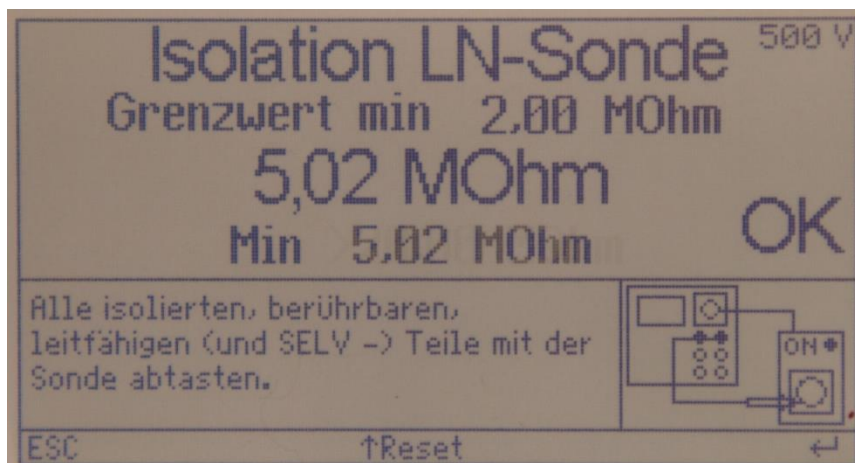 Isolation LN-Sonde 500 V
Grenzwert min 2,00 MOhm
5,02 MOhm
OK
Min 5,02 MOhm
Alle isolierten, berührbaren,
leitfähigen (und SELV -) Teile mit der
Sonde abtasten.
ON
ESC ↑Reset ↵